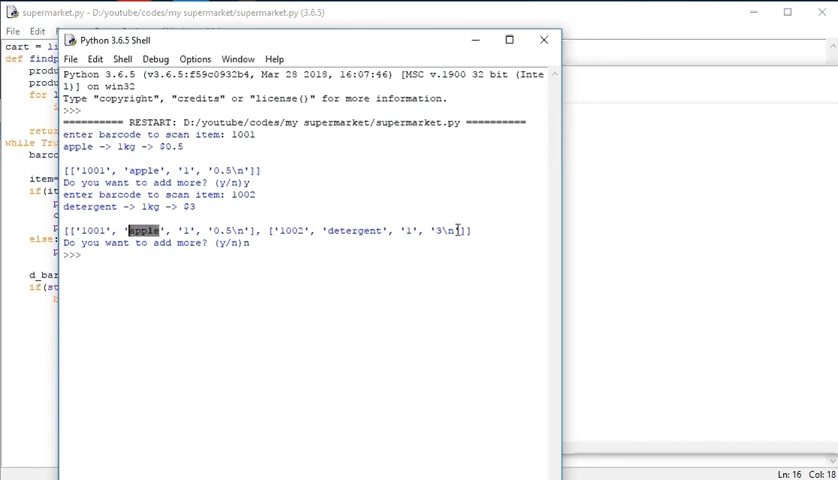 supermarket.py - D:/youtube/codes/my supermarket/supermarket.py (3.6.5)
File Edit
Python 3.6.5 Shell
File Edit Shell Debug Options Window Help
cart = li
def findp
produ
produ
for l
i
retur
while Tru
barco
item=
if(it
p
c
p
else:
p
d_bar
if(st
b
Python 3.6.5 (v3.6.5:f59c0932b4, Mar 28 2018, 16:07:46) [MSC v.1900 32 bit (Inte
l)] on win32
Type "copyright", "credits" or "license()" for more information.
>>>
========== RESTART: D:/youtube/codes/my supermarket/supermarket.py ==========
enter barcode to scan item: 1001
apple -> 1kg -> $0.5
[['1001', 'apple', '1', '0.5\n']]
Do you want to add more? (y/n)y
enter barcode to scan item: 1002
detergent -> 1kg -> $3
[['1001', 'apple', '1', '0.5\n'], ['1002', 'detergent', '1', '3\n']]
Do you want to add more? (y/n)n
>>>
Ln: 16 Col: 18